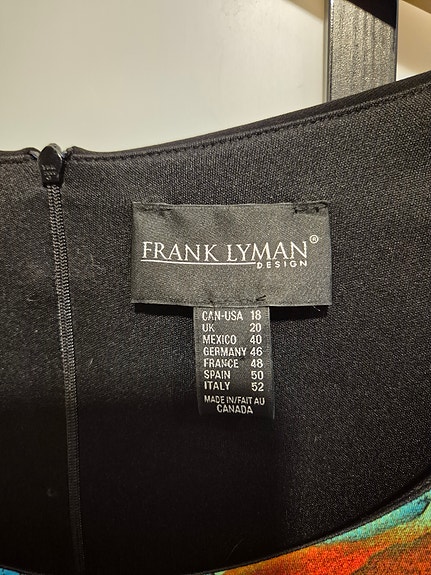 FRANK LYMAN®
DESIGN
CAN-USA 18
UK 20
MEXICO 40
GERMANY 46
FRANCE 48
SPAIN 50
ITALY 52
MADE IN/FAIT AU
CANADA